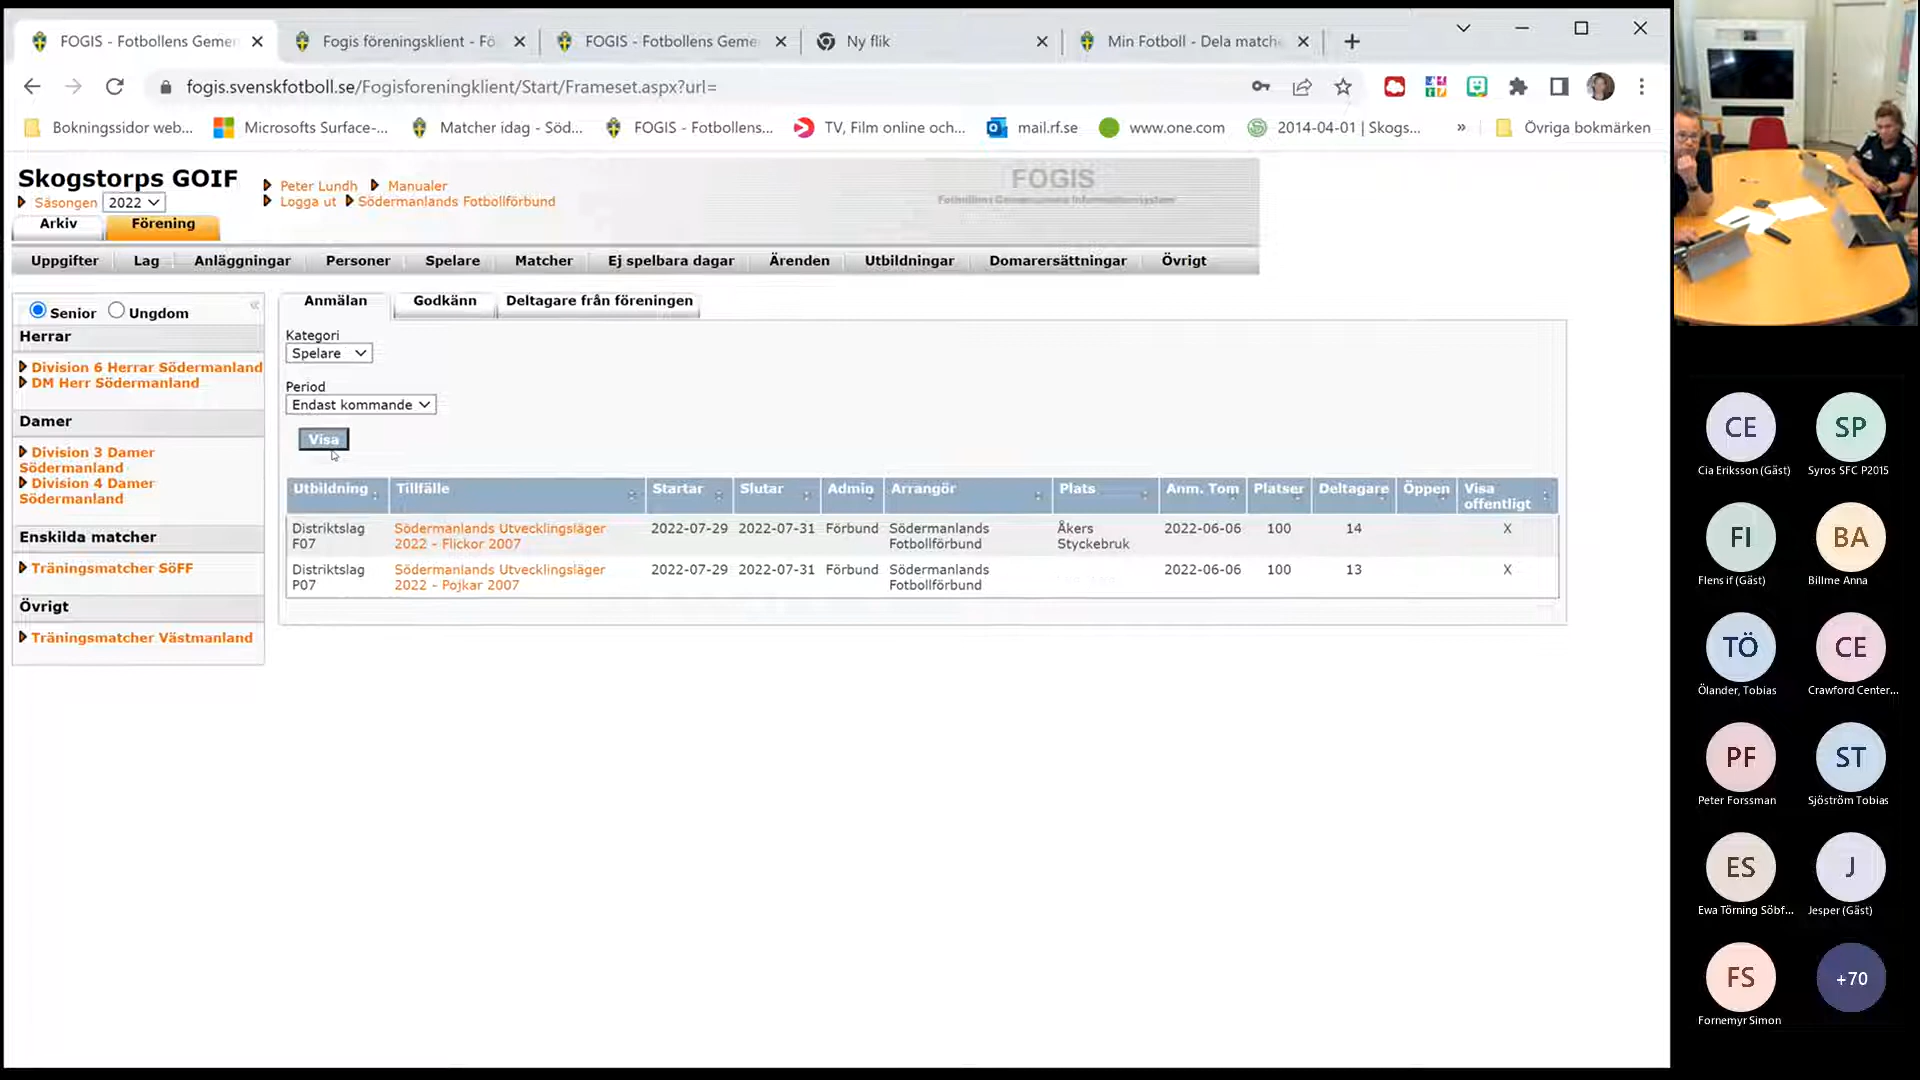 FOGIS - Fotbollens Gemen
Fogis föreningsklient - Fö
FOGIS - Fotbollens Geme
Ny flik
Min Fotboll - Dela match
fogis.svenskfotboll.se/Fogisforeningklient/Start/Frameset.aspx?url=
Bokningssidor web...
Microsofts Surface-...
Matcher idag - Söd...
FOGIS - Fotbollens...
TV, Film online och...
mail.rf.se
www.one.com
2014-04-01 | Skogs...
»
Övriga bokmärken
Skogstorps GOIF
Säsongen 2022
Peter Lundh
Manualer
Logga ut
Södermanlands Fotbollförbund
FOGIS
Fotbollens Gemensamma Informationssystem
Arkiv
Förening
Uppgifter
Lag
Anläggningar
Personer
Spelare
Matcher
Ej spelbara dagar
Ärenden
Utbildningar
Domarersättningar
Övrigt
Senior
Ungdom
«
Herrar
Division 6 Herrar Södermanland
DM Herr Södermanland
Damer
Division 3 Damer
Södermanland
Division 4 Damer
Södermanland
Enskilda matcher
Träningsmatcher SöFF
Övrigt
Träningsmatcher Västmanland
Anmälan
Godkänn
Deltagare från föreningen
Kategori
Spelare
Period
Endast kommande
Visa
Utbildning Tillfälle Startar Slutar Admin Arrangör Plats Anm. Tom Platser Deltagare Öppen Visa
offentligt
Distriktslag Södermanlands Utvecklingsläger 2022-07-29 2022-07-31 Förbund Södermanlands Åkers 2022-06-06 100 14 X
F07 2022 - Flickor 2007 Fotbollförbund Styckebruk
Distriktslag Södermanlands Utvecklingsläger 2022-07-29 2022-07-31 Förbund Södermanlands 2022-06-06 100 13 X
P07 2022 - Pojkar 2007 Fotbollförbund
CE
SP
Cia Eriksson (Gäst)
Syros SFC P2015
FI
BA
Flens if (Gäst)
Billme Anna
TÖ
CE
Ölander, Tobias
Crawford Center...
PF
ST
Peter Forssman
Sjöström Tobias
ES
J
Ewa Törning Söbf...
Jesper (Gäst)
FS
+70
Fornemyr Simon